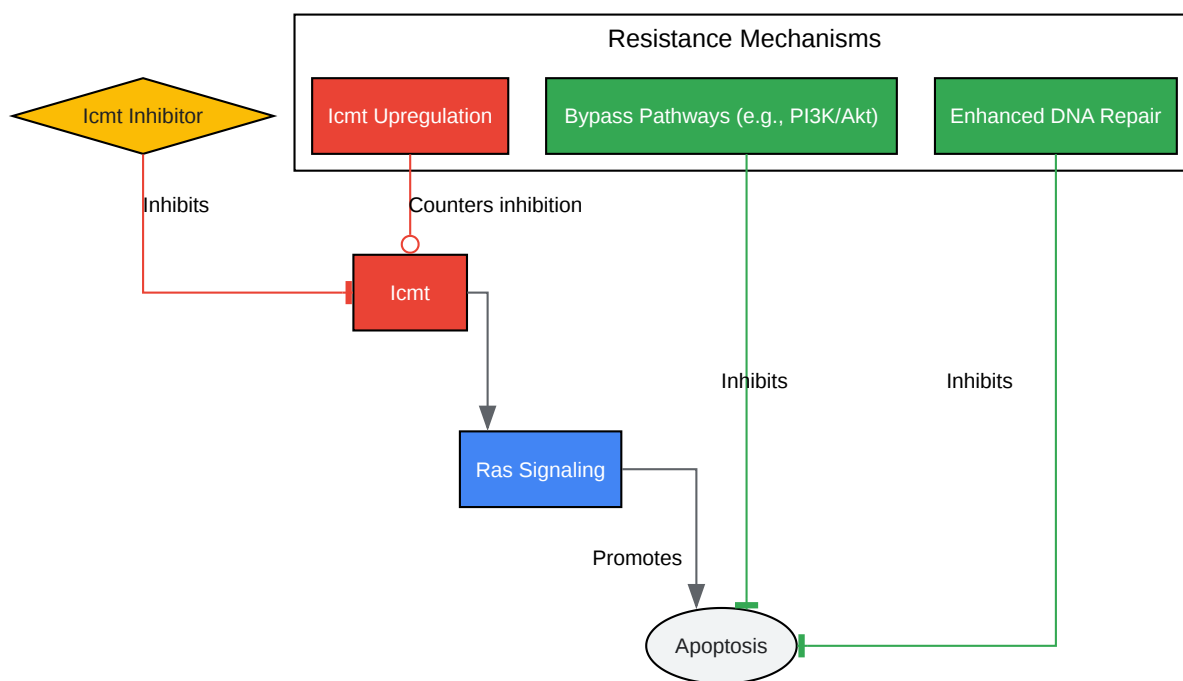 Resistance Mechanisms
Icmt Inhibitor
Icmt Upregulation
Bypass Pathways (e.g., PI3K/Akt)
Enhanced DNA Repair
Inhibits
Counters inhibition
Icmt
Inhibits
Inhibits
Ras Signaling
Promotes
Apoptosis